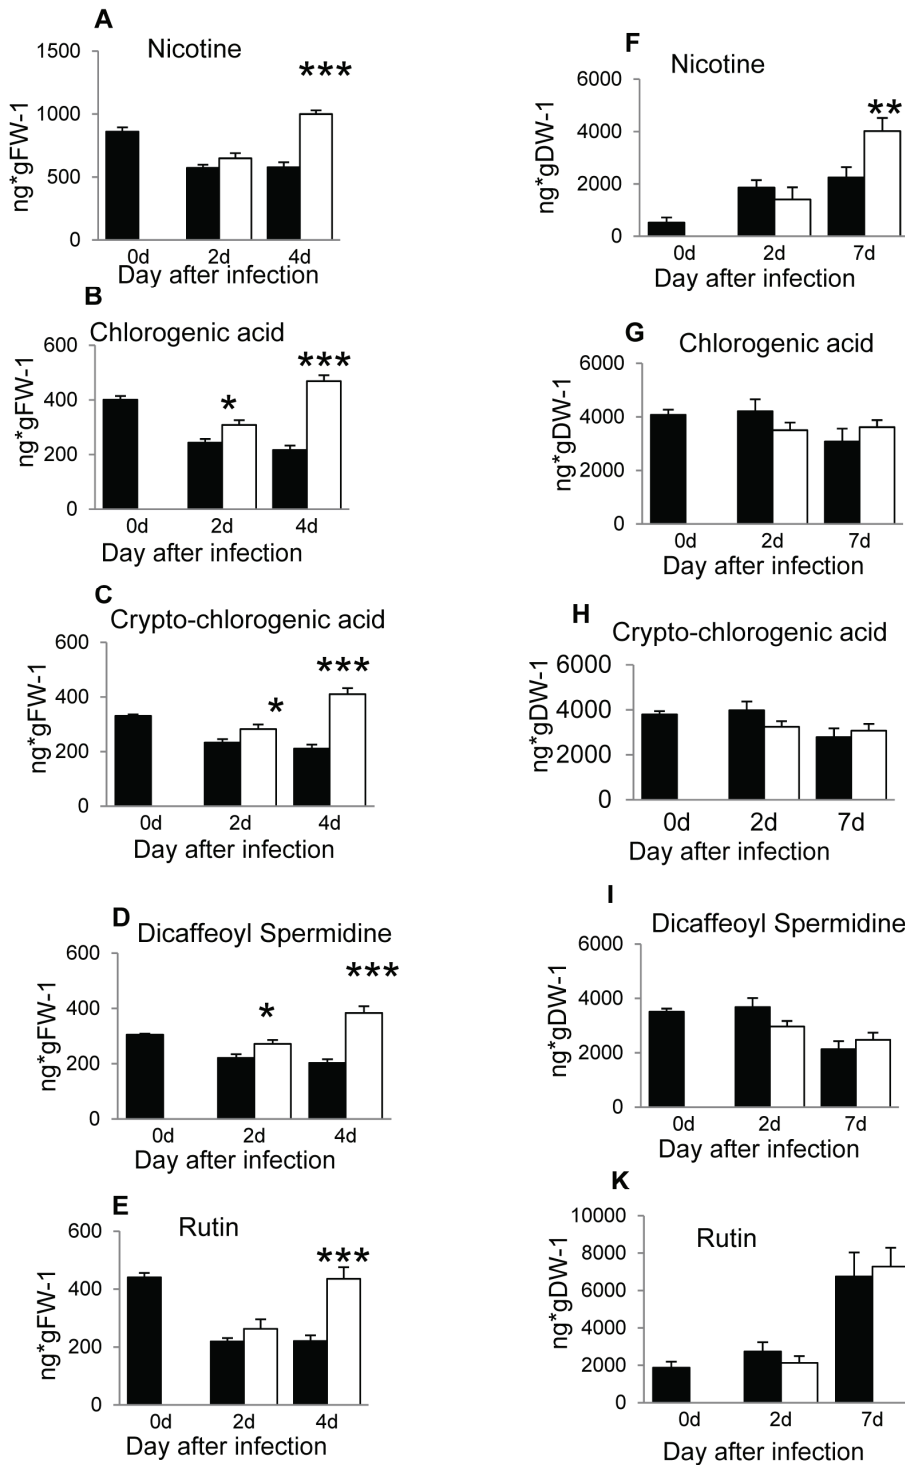 A
Nicotine
1500
1000
500
0
***
ng*gFW-1
0d 2d 4d
Day after infection
B
Chlorogenic acid
600
400
200
0
*
***
ng*gFW-1
0d 2d 4d
Day after infection
C
Crypto-chlorogenic acid
600
400
200
0
*
***
ng*gFW-1
0d 2d 4d
Day after infection
D
Dicaffeoyl Spermidine
600
400
200
0
*
***
ng*gFW-1
0d 2d 4d
Day after infection
E
Rutin
600
400
200
0
***
ng*gFW-1
0d 2d 4d
Day after infection
F
Nicotine
6000
4000
2000
0
**
ng*gDW-1
0d 2d 7d
Day after infection
G
Chlorogenic acid
6000
4000
2000
0
ng*gDW-1
0d 2d 7d
Day after infection
H
Crypto-chlorogenic acid
6000
4000
2000
0
ng*gDW-1
0d 2d 7d
Day after infection
I
Dicaffeoyl Spermidine
6000
4000
2000
0
ng*gDW-1
0d 2d 7d
Day after infection
K
Rutin
10000
8000
6000
4000
2000
0
ng*gDW-1
0d 2d 7d
Day after infection